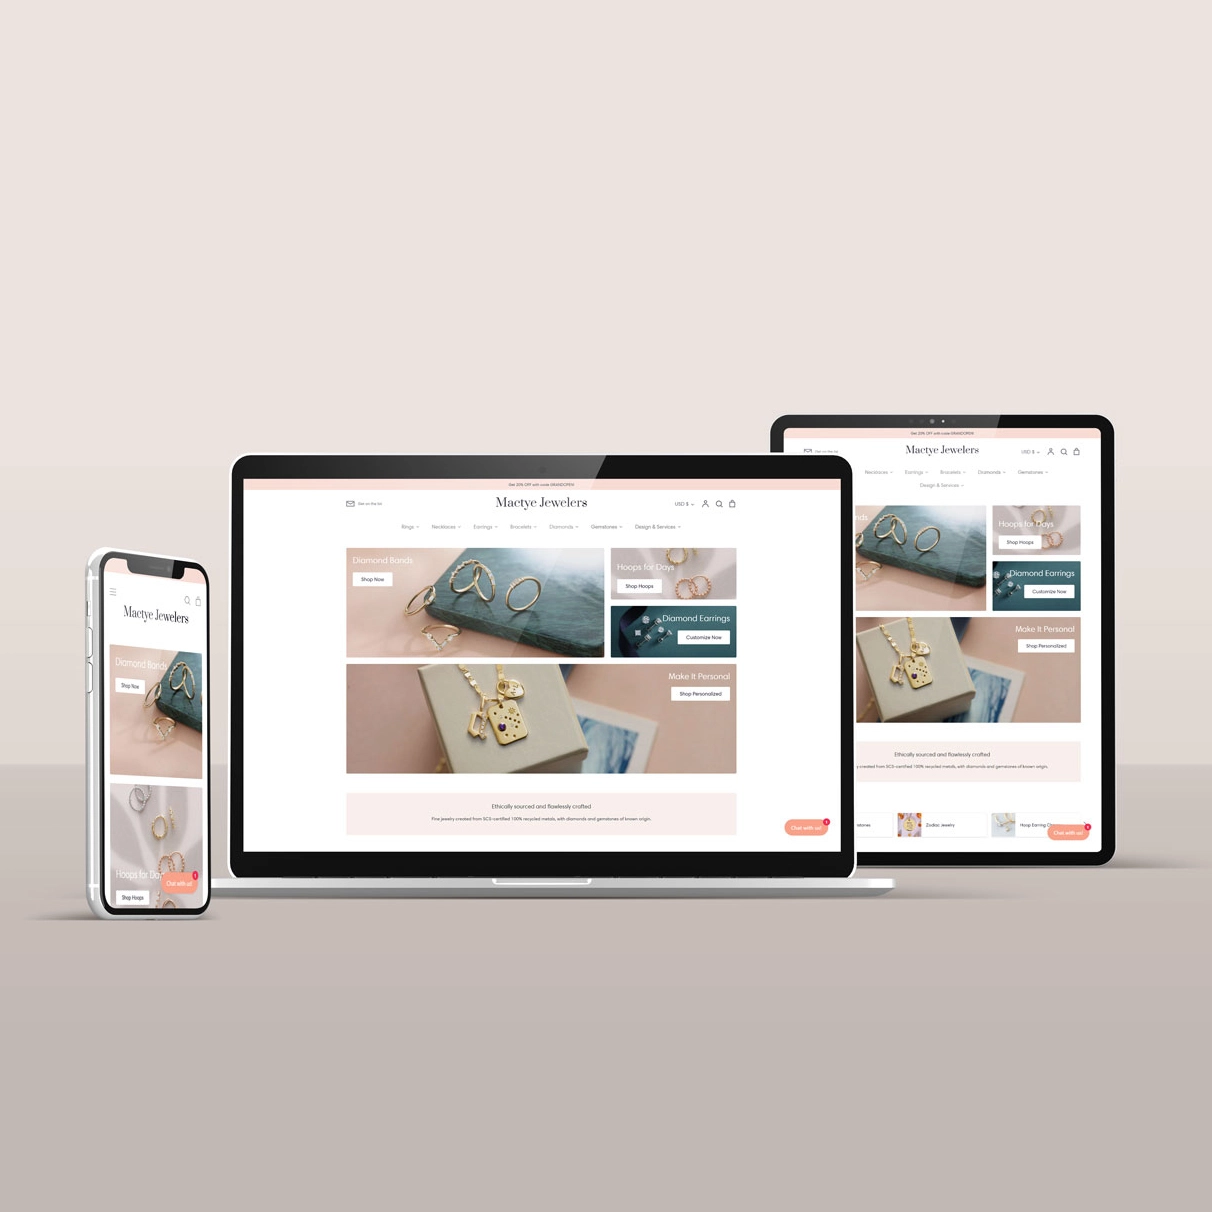 Mactye Jewelers
Diamond Bands
Shop Now
Hoops for Day
Chat with us!
Shop Hoops
Get 20% OFF with code GRANDOPEN
Get on the list
Mactye Jewelers
USD $
Rings
Necklaces
Earrings
Bracelets
Diamonds
Gemstones
Design & Services
Diamond Bands
Shop Now
Hoops for Days
Shop Hoops
Diamond Earrings
Customize Now
Make It Personal
Shop Personalized
Ethically sourced and flawlessly crafted
Fine jewelry created from SCS-certified 100% recycled metals, with diamonds and gemstones of known origin.
Chat with us!
Get 20% OFF with code GRANDOPEN
Get on the list
Mactye Jewelers
USD $
Necklaces
Earrings
Bracelets
Diamonds
Gemstones
Design & Services
Hoops for Days
Shop Hoops
Diamond Earrings
Customize Now
Make It Personal
Shop Personalized
Ethically sourced and flawlessly crafted
created from SCS-certified 100% recycled metals, with diamonds and gemstones of known origin.
Zodiac Jewelry
Hoop Earring
Chat with us!